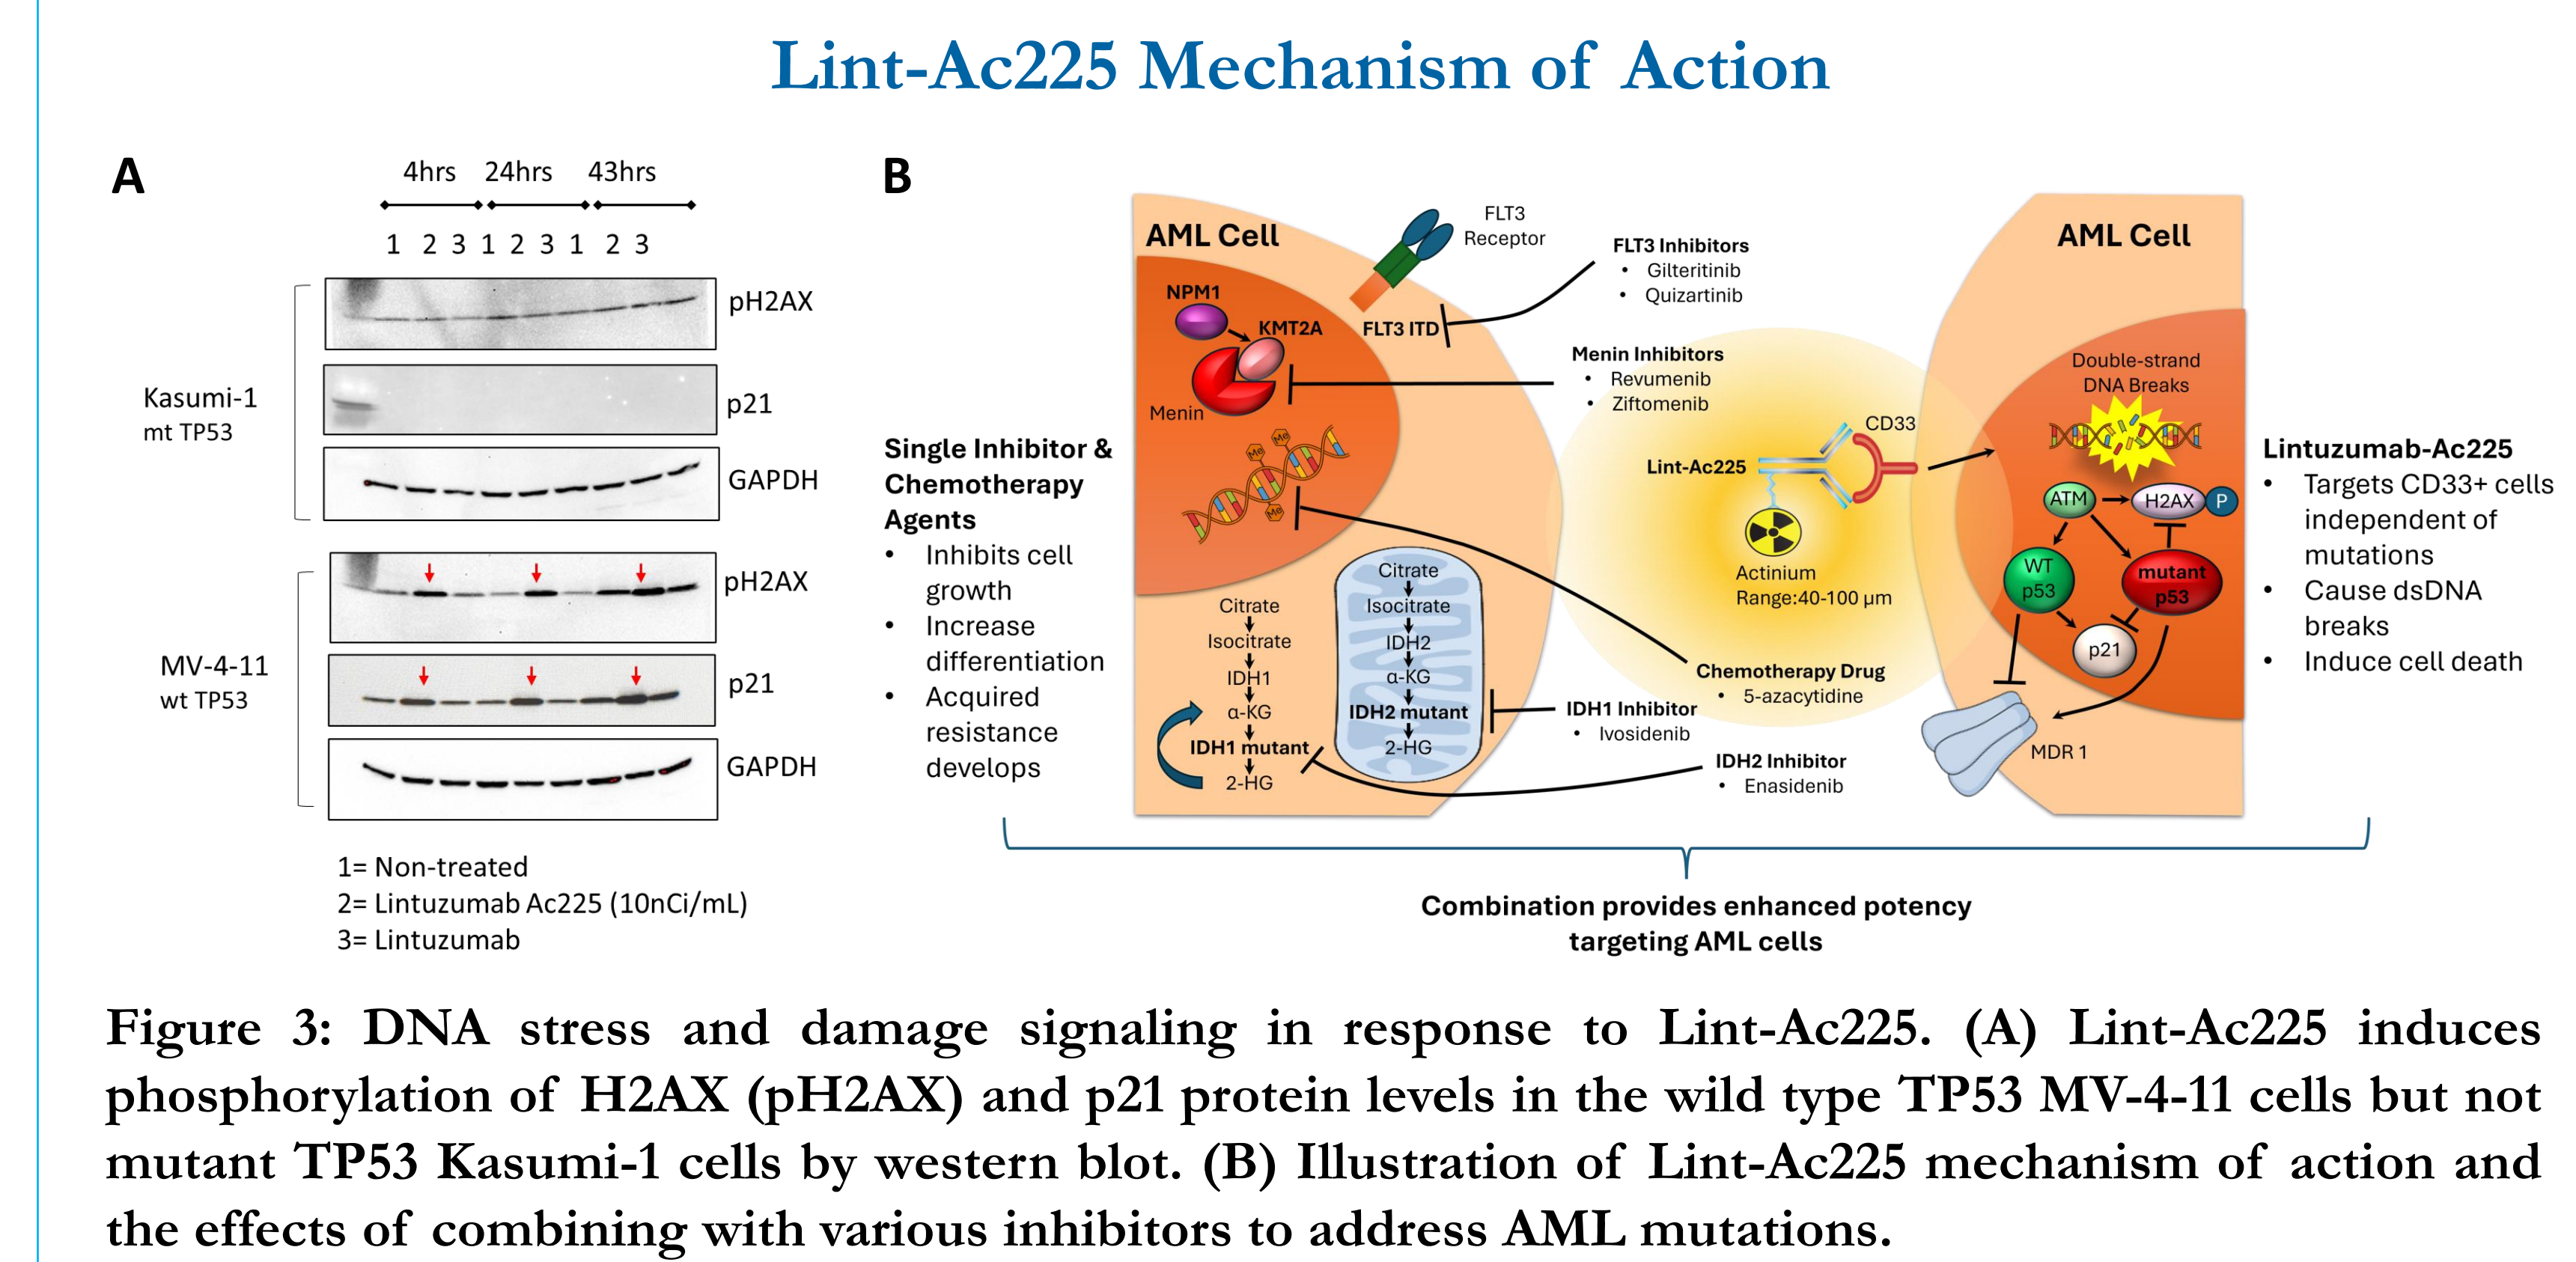 Lint-Ac225 Mechanism of Action
A
4hrs 24hrs 43hrs
1 2 3 1 2 3 1 2 3
pH2AX
p21
GAPDH
Kasumi-1
mt TP53
pH2AX
p21
GAPDH
MV-4-11
wt TP53
1= Non-treated
2= Lintuzumab Ac225 (10nCi/mL)
3= Lintuzumab
B
Single Inhibitor &
Chemotherapy
Agents
• Inhibits cell
growth
• Increase
differentiation
• Acquired
resistance
develops
AML Cell
NPM1
KMT2A
Menin
Me
Me
Me
FLT3
Receptor
FLT3 ITD
Citrate
Isocitrate
IDH1
α-KG
IDH1 mutant
2-HG
Citrate
Isocitrate
IDH2
α-KG
IDH2 mutant
2-HG
FLT3 Inhibitors
• Gilteritinib
• Quizartinib
Menin Inhibitors
• Revumenib
• Ziftomenib
CD33
Lint-Ac225
Actinium
Range:40-100 µm
Chemotherapy Drug
• 5-azacytidine
IDH1 Inhibitor
• Ivosidenib
IDH2 Inhibitor
• Enasidenib
AML Cell
Double-strand
DNA Breaks
ATM
H2AX
P
WT
p53
mutant
p53
p21
MDR 1
Lintuzumab-Ac225
• Targets CD33+ cells
independent of
mutations
• Cause dsDNA
breaks
• Induce cell death
Combination provides enhanced potency
targeting AML cells
Figure 3: DNA stress and damage signaling in response to Lint-Ac225. (A) Lint-Ac225 induces
phosphorylation of H2AX (pH2AX) and p21 protein levels in the wild type TP53 MV-4-11 cells but not
mutant TP53 Kasumi-1 cells by western blot. (B) Illustration of Lint-Ac225 mechanism of action and
the effects of combining with various inhibitors to address AML mutations.